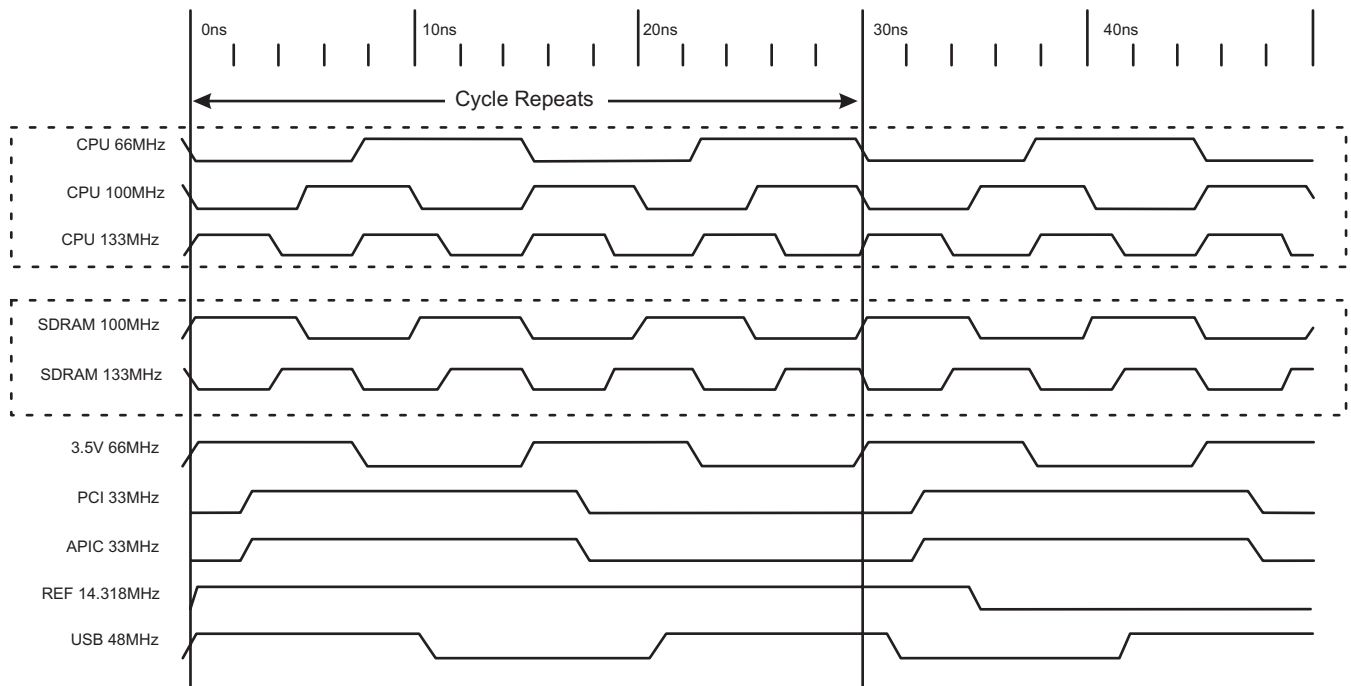 0ns 10ns 20ns 30ns 40ns
Cycle Repeats
CPU 66MHz
CPU 100MHz
CPU 133MHz
SDRAM 100MHz
SDRAM 133MHz
3.5V 66MHz
PCI 33MHz
APIC 33MHz
REF 14.318MHz
USB 48MHz